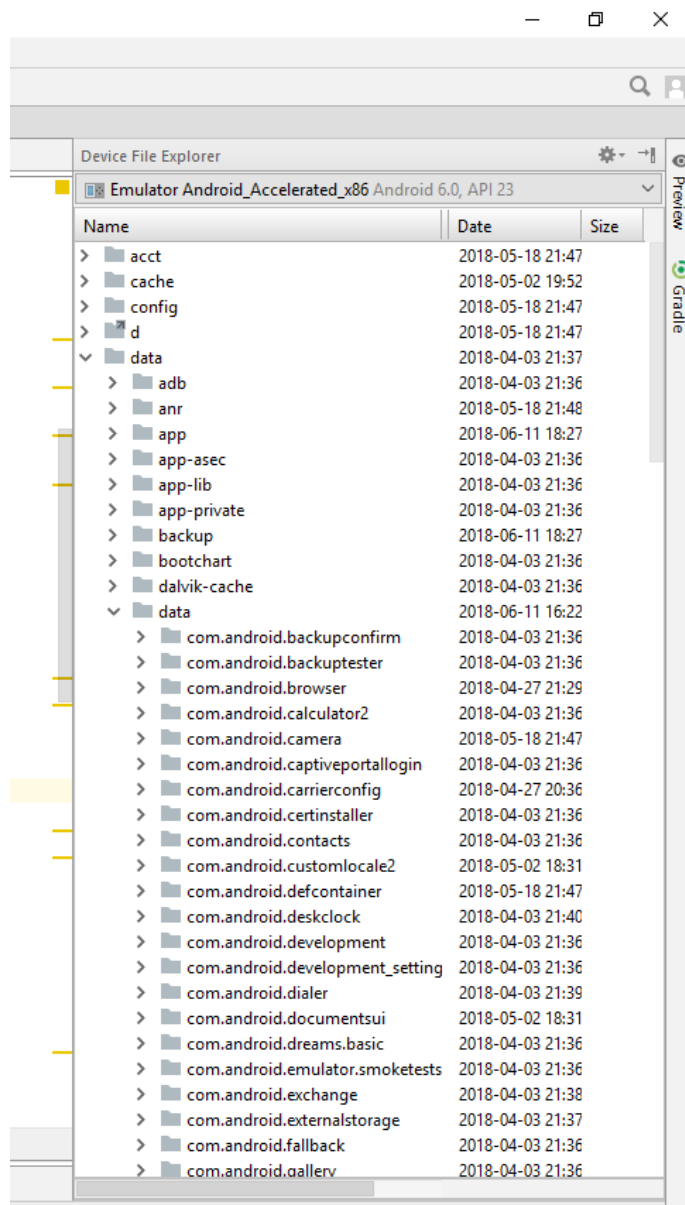 Device File Explorer
Emulator Android_Accelerated_x86 Android 6.0, API 23
Name Date Size
acct 2018-05-18 21:47
cache 2018-05-02 19:52
config 2018-05-18 21:47
d 2018-05-18 21:47
data 2018-04-03 21:37
adb 2018-04-03 21:36
anr 2018-05-18 21:48
app 2018-06-11 18:27
app-asec 2018-04-03 21:36
app-lib 2018-04-03 21:36
app-private 2018-04-03 21:36
backup 2018-06-11 18:27
bootchart 2018-04-03 21:36
dalvik-cache 2018-04-03 21:36
data 2018-06-11 16:22
com.android.backupconfirm 2018-04-03 21:36
com.android.backuptester 2018-04-03 21:36
com.android.browser 2018-04-27 21:29
com.android.calculator2 2018-04-03 21:36
com.android.camera 2018-05-18 21:47
com.android.captiveportallogin 2018-04-03 21:36
com.android.carrierconfig 2018-04-27 20:36
com.android.certinstaller 2018-04-03 21:36
com.android.contacts 2018-04-03 21:36
com.android.customlocale2 2018-05-02 18:31
com.android.defcontainer 2018-05-18 21:47
com.android.deskclock 2018-04-03 21:40
com.android.development 2018-04-03 21:36
com.android.development_setting 2018-04-03 21:36
com.android.dialer 2018-04-03 21:39
com.android.documentsui 2018-05-02 18:31
com.android.dreams.basic 2018-04-03 21:36
com.android.emulator.smoketests 2018-04-03 21:36
com.android.exchange 2018-04-03 21:38
com.android.externalstorage 2018-04-03 21:37
com.android.fallback 2018-04-03 21:36
com.android.gallery 2018-04-03 21:36
Preview
Gradle